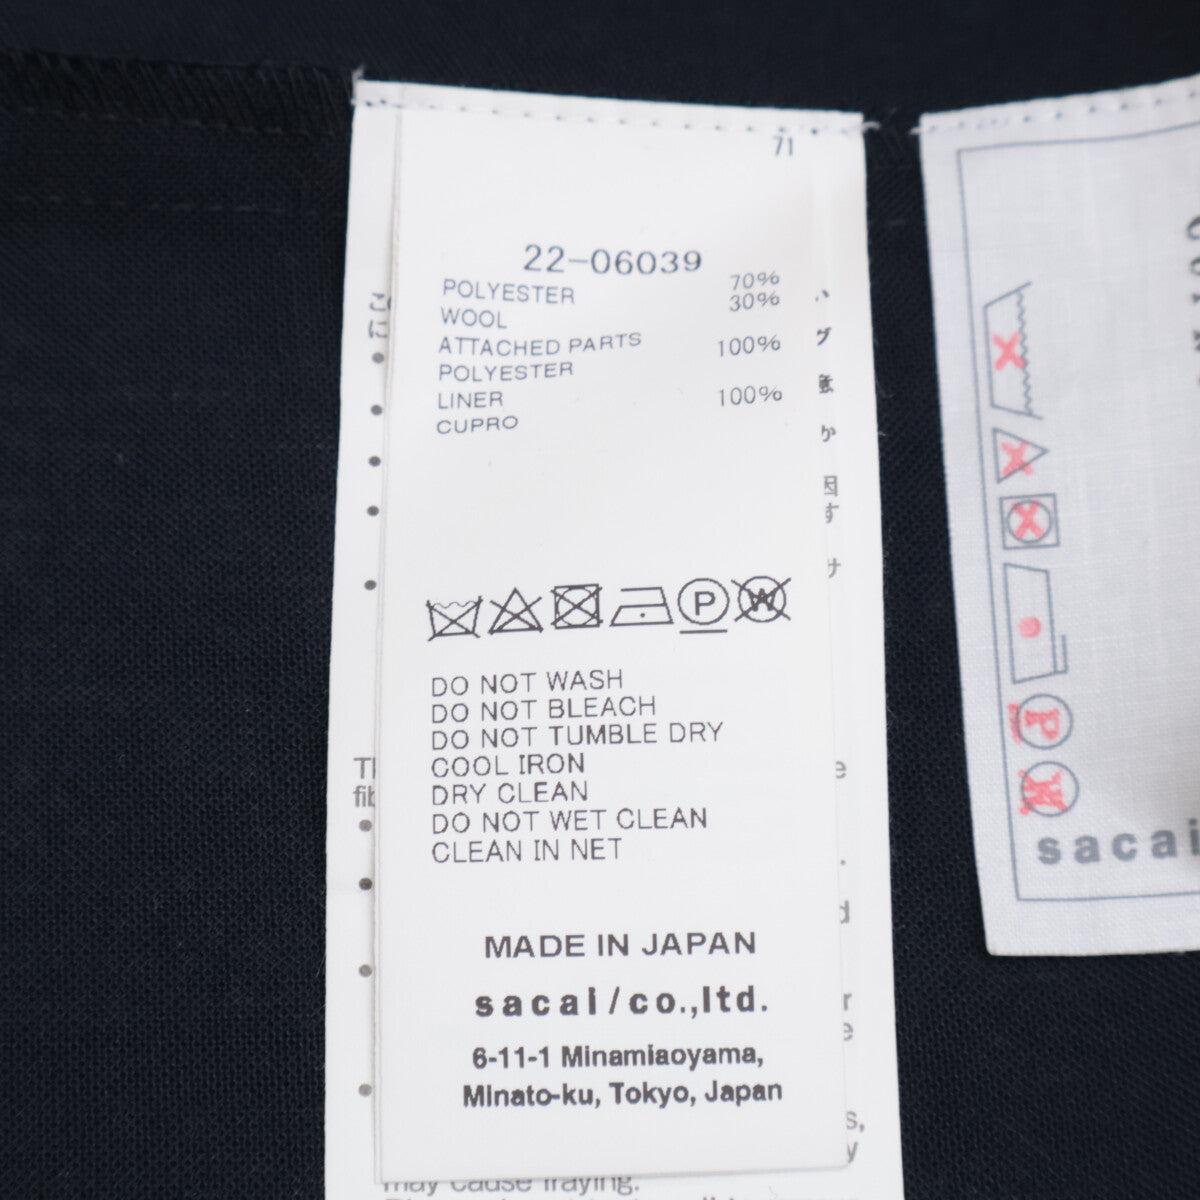 71
22-06039
POLYESTER 70%
WOOL 30%
ATTACHED PARTS
POLYESTER 100%
LINER
CUPRO 100%
P
W
DO NOT WASH
DO NOT BLEACH
DO NOT TUMBLE DRY
COOL IRON
DRY CLEAN
DO NOT WET CLEAN
CLEAN IN NET
MADE IN JAPAN
sacai/co.,ltd.
6-11-1 Minamiaoyama,
Minato-ku, Tokyo, Japan
may cause fraying.
P
W
sacai